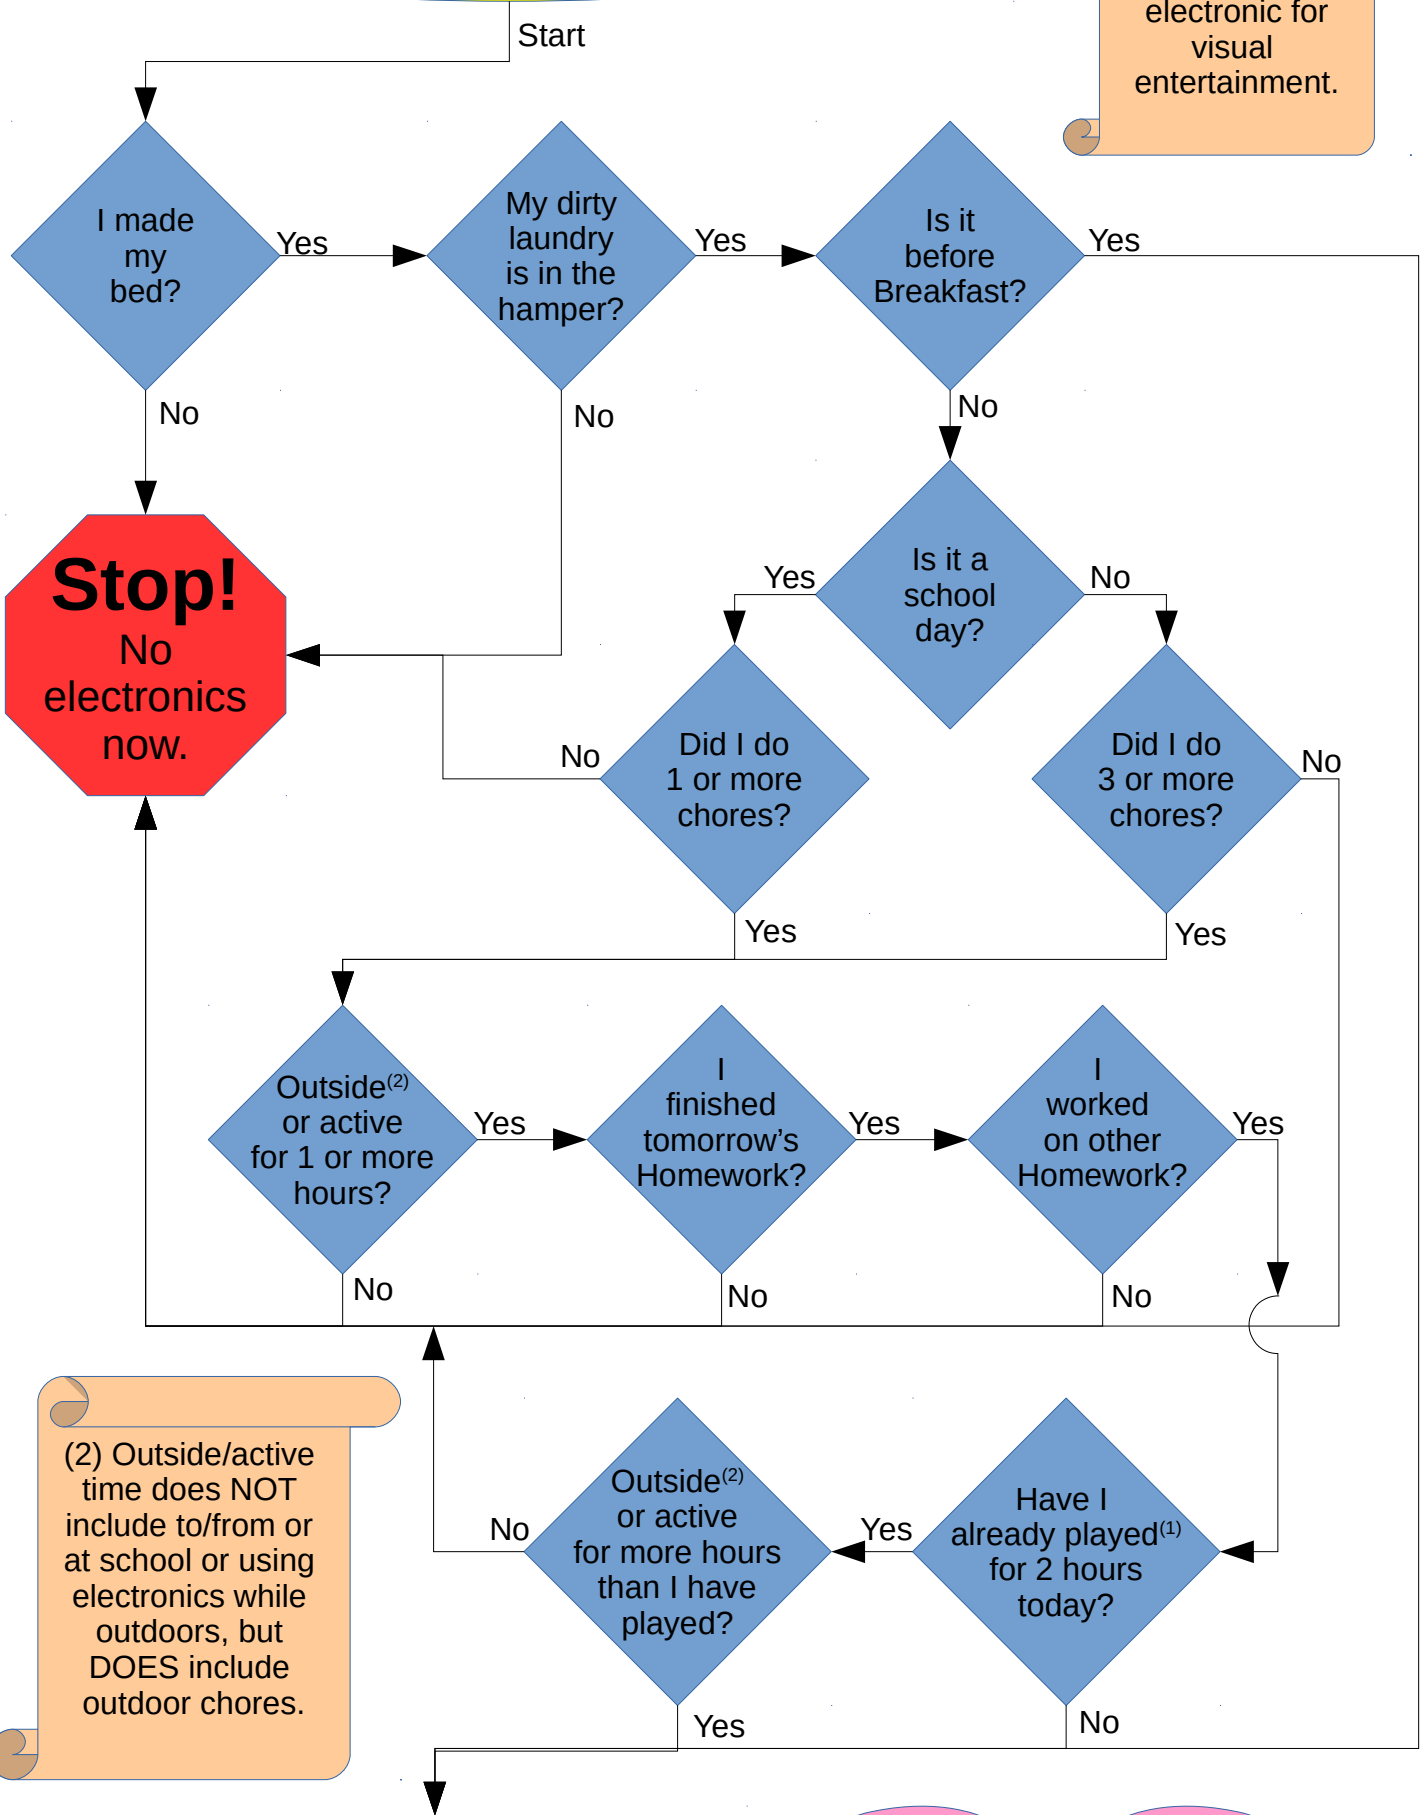 Start
electronic for
visual
entertainment.
I made
my
bed?
Yes
My dirty
laundry
is in the
hamper?
Yes
Is it
before
Breakfast?
Yes
No
No
No
Stop!
No
electronics
now.
Is it a
school
day?
Yes
No
Did I do
1 or more
chores?
No
Did I do
3 or more
chores?
No
Yes
Yes
Outside(2)
or active
for 1 or more
hours?
Yes
I
finished
tomorrow’s
Homework?
Yes
I
worked
on other
Homework?
Yes
No
No
No
(2) Outside/active
time does NOT
include to/from or
at school or using
electronics while
outdoors, but
DOES include
outdoor chores.
No
Outside(2)
or active
for more hours
than I have
played?
Yes
Have I
already played(1)
for 2 hours
today?
Yes
No